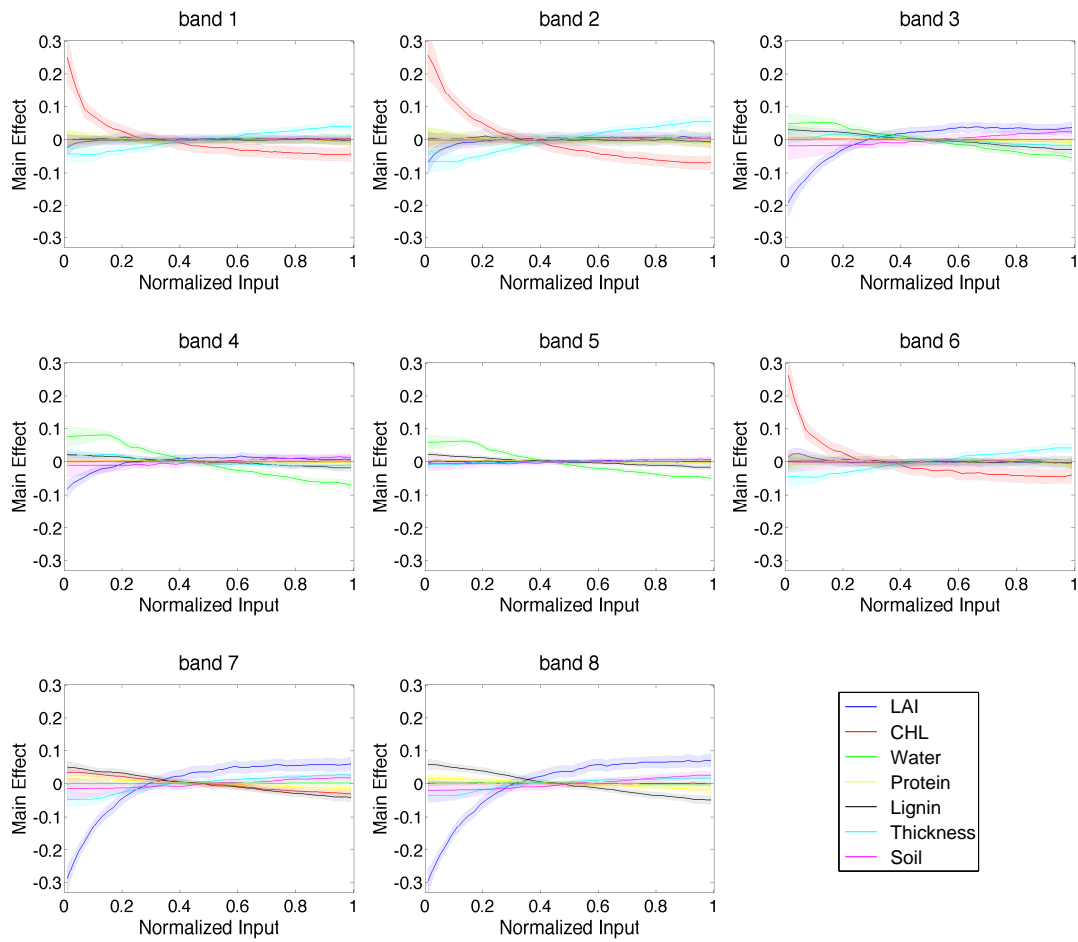 band 1
band 2
band 3
0.3
0.2
0.1
0
-0.1
-0.2
-0.3
Main Effect
0 0.2 0.4 0.6 0.8 1
Normalized Input
0.3
0.2
0.1
0
-0.1
-0.2
-0.3
Main Effect
0 0.2 0.4 0.6 0.8 1
Normalized Input
0.3
0.2
0.1
0
-0.1
-0.2
-0.3
Main Effect
0 0.2 0.4 0.6 0.8 1
Normalized Input
band 4
band 5
band 6
0.3
0.2
0.1
0
-0.1
-0.2
-0.3
Main Effect
0 0.2 0.4 0.6 0.8 1
Normalized Input
0.3
0.2
0.1
0
-0.1
-0.2
-0.3
Main Effect
0 0.2 0.4 0.6 0.8 1
Normalized Input
0.3
0.2
0.1
0
-0.1
-0.2
-0.3
Main Effect
0 0.2 0.4 0.6 0.8 1
Normalized Input
band 7
band 8
0.3
0.2
0.1
0
-0.1
-0.2
-0.3
Main Effect
0 0.2 0.4 0.6 0.8 1
Normalized Input
0.3
0.2
0.1
0
-0.1
-0.2
-0.3
Main Effect
0 0.2 0.4 0.6 0.8 1
Normalized Input
LAI
CHL
Water
Protein
Lignin
Thickness
Soil